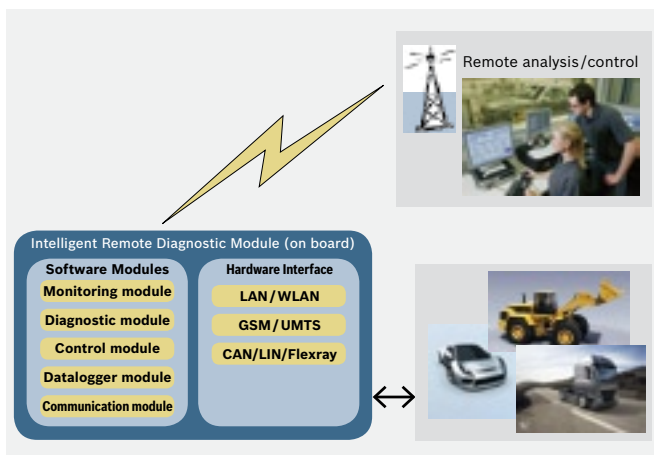 Remote analysis/control
Intelligent Remote Diagnostic Module (on board)
Software Modules
Monitoring module
Diagnostic module
Control module
Datalogger module
Communication module
Hardware Interface
LAN/WLAN
GSM/UMTS
CAN/LIN/Flexray